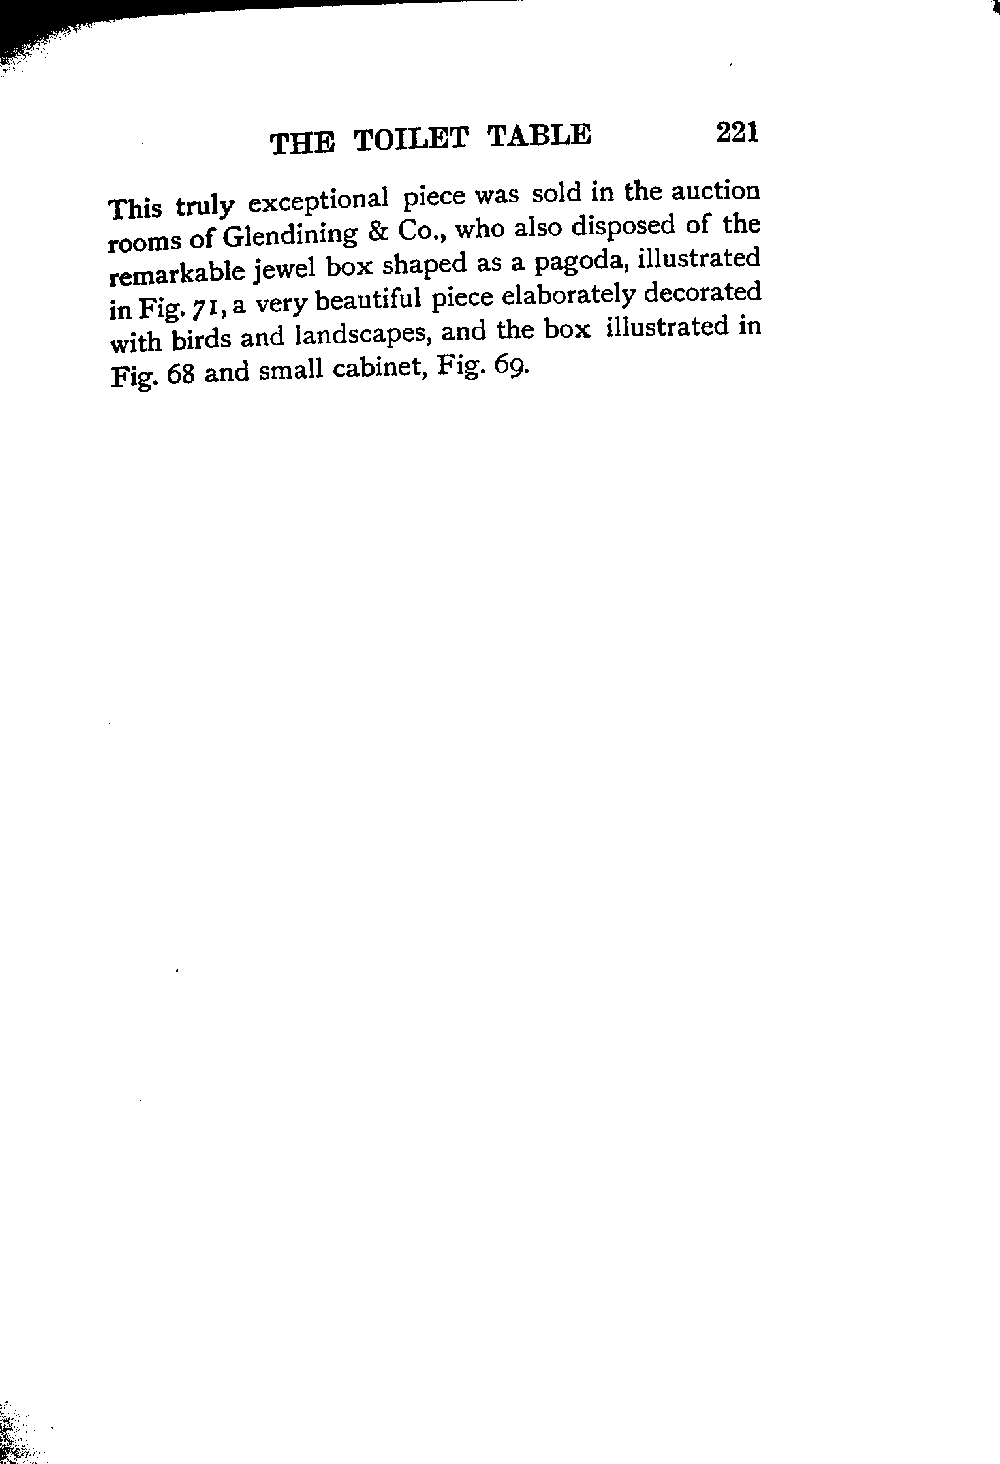 THE TOILET TABLE 221
This truly exceptional piece was sold in the auction
rooms of Glendining & Co., who also disposed of the
remarkable jewel box shaped as a pagoda, illustrated
in Fig. 71, a very beautiful piece elaborately decorated
with birds and landscapes, and the box illustrated in
Fig. 68 and small cabinet, Fig. 69.